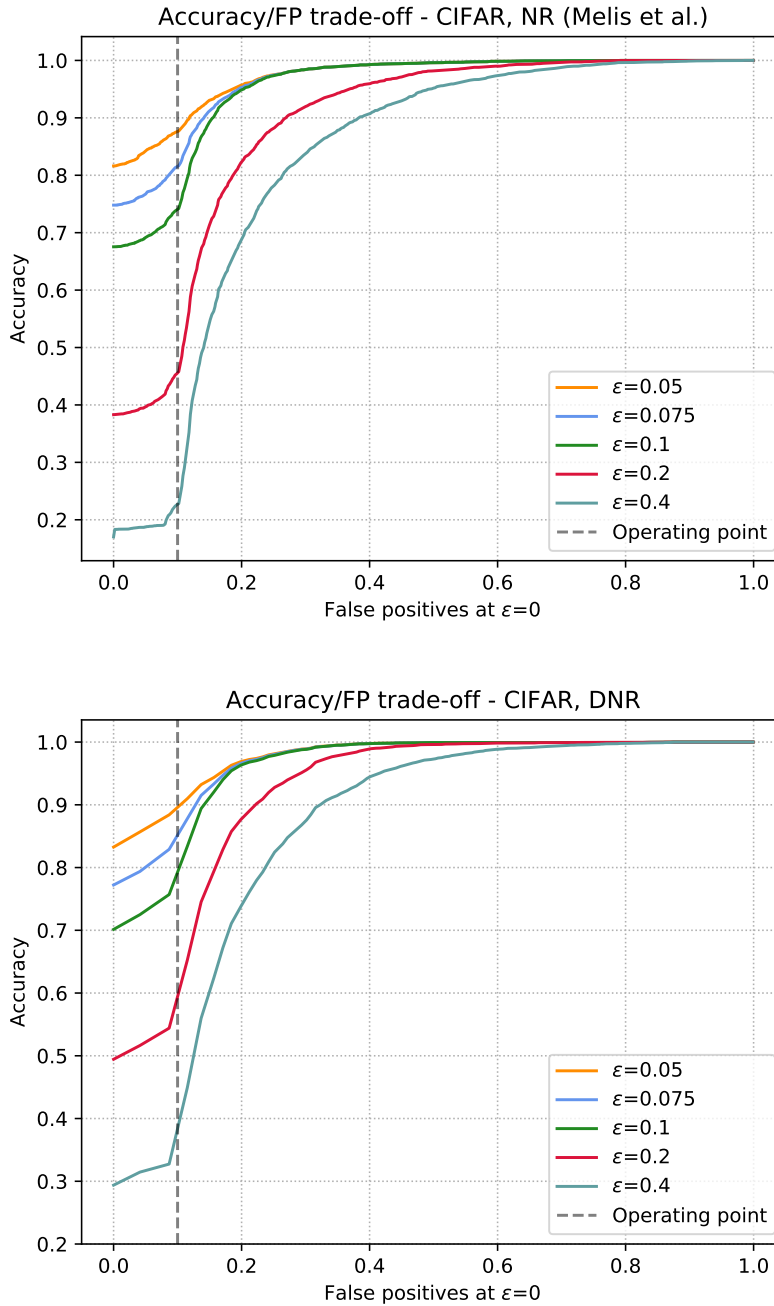 Accuracy/FP trade-off - CIFAR, NR (Melis et al.)
1.0
0.9
0.8
0.7
0.6
0.5
0.4
0.3
0.2
Accuracy
ε=0.05
ε=0.075
ε=0.1
ε=0.2
ε=0.4
Operating point
0.0 0.2 0.4 0.6 0.8 1.0
False positives at ε=0
Accuracy/FP trade-off - CIFAR, DNR
1.0
0.9
0.8
0.7
0.6
0.5
0.4
0.3
0.2
Accuracy
ε=0.05
ε=0.075
ε=0.1
ε=0.2
ε=0.4
Operating point
0.0 0.2 0.4 0.6 0.8 1.0
False positives at ε=0